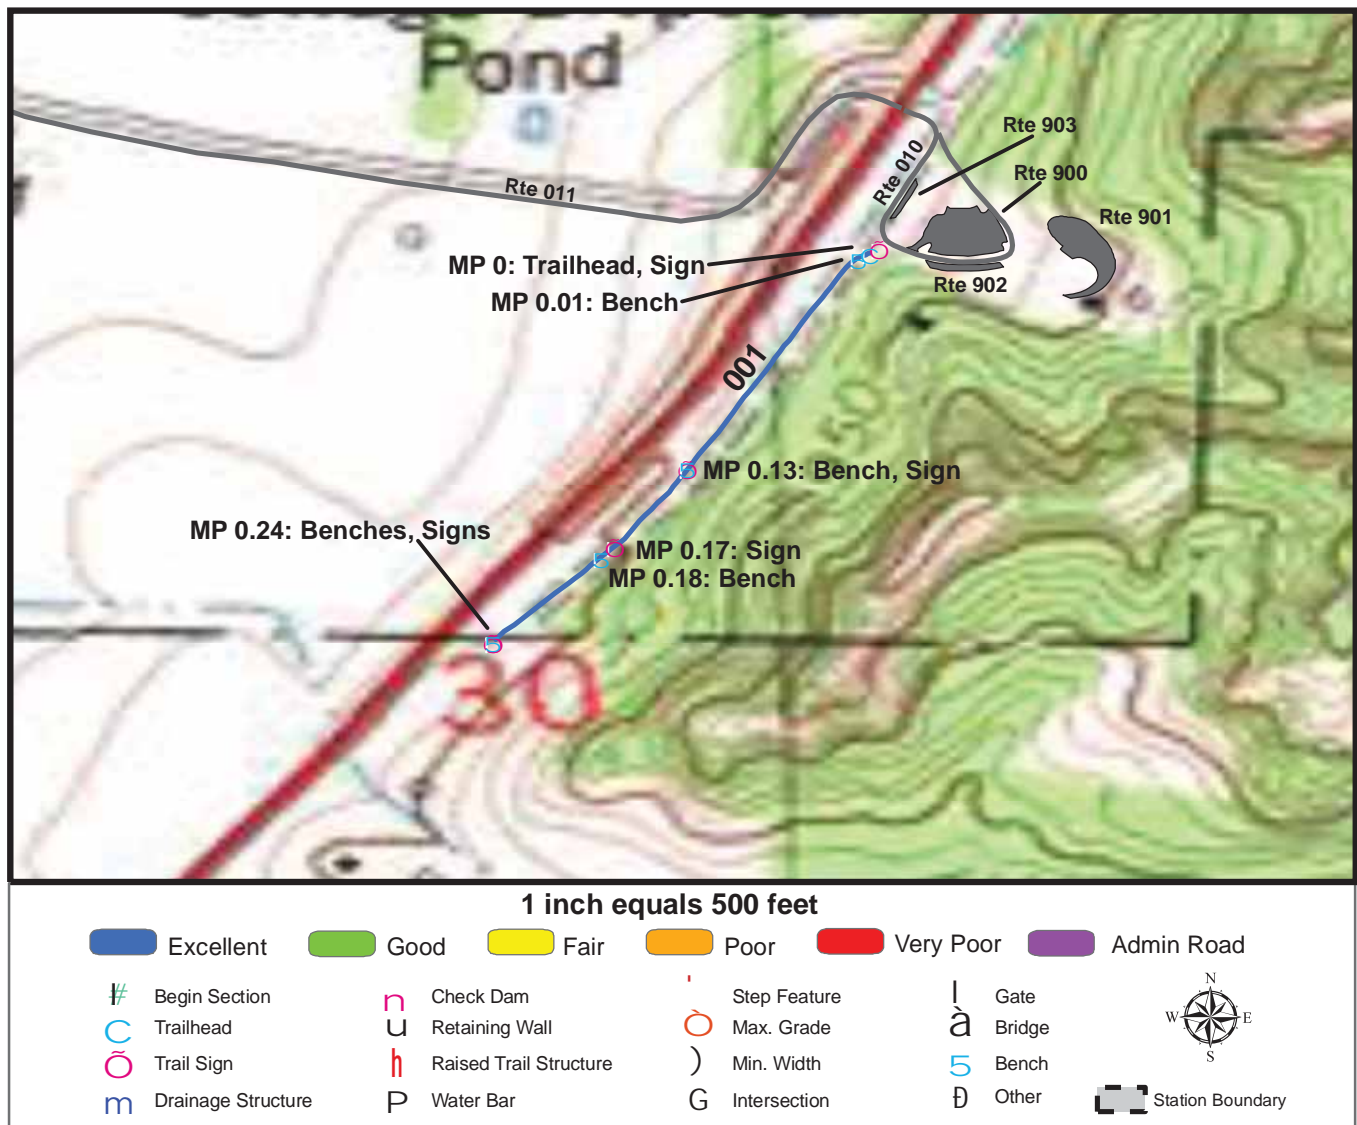 Pond
Rte 903
Rte 010
Rte 900
Rte 011
Rte 901
MP 0: Trailhead, Sign
Rte 902
MP 0.01: Bench
001
50
MP 0.13: Bench, Sign
MP 0.24: Benches, Signs
MP 0.17: Sign
MP 0.18: Bench
30
1 inch equals 500 feet
Excellent Good Fair Poor Very Poor Admin Road
# Begin Section n Check Dam ' Step Feature l Gate
C Trailhead u Retaining Wall Ò Max. Grade à Bridge
Õ Trail Sign h Raised Trail Structure ) Min. Width 5 Bench
m Drainage Structure P Water Bar G Intersection Đ Other
N
W E
S
Station Boundary